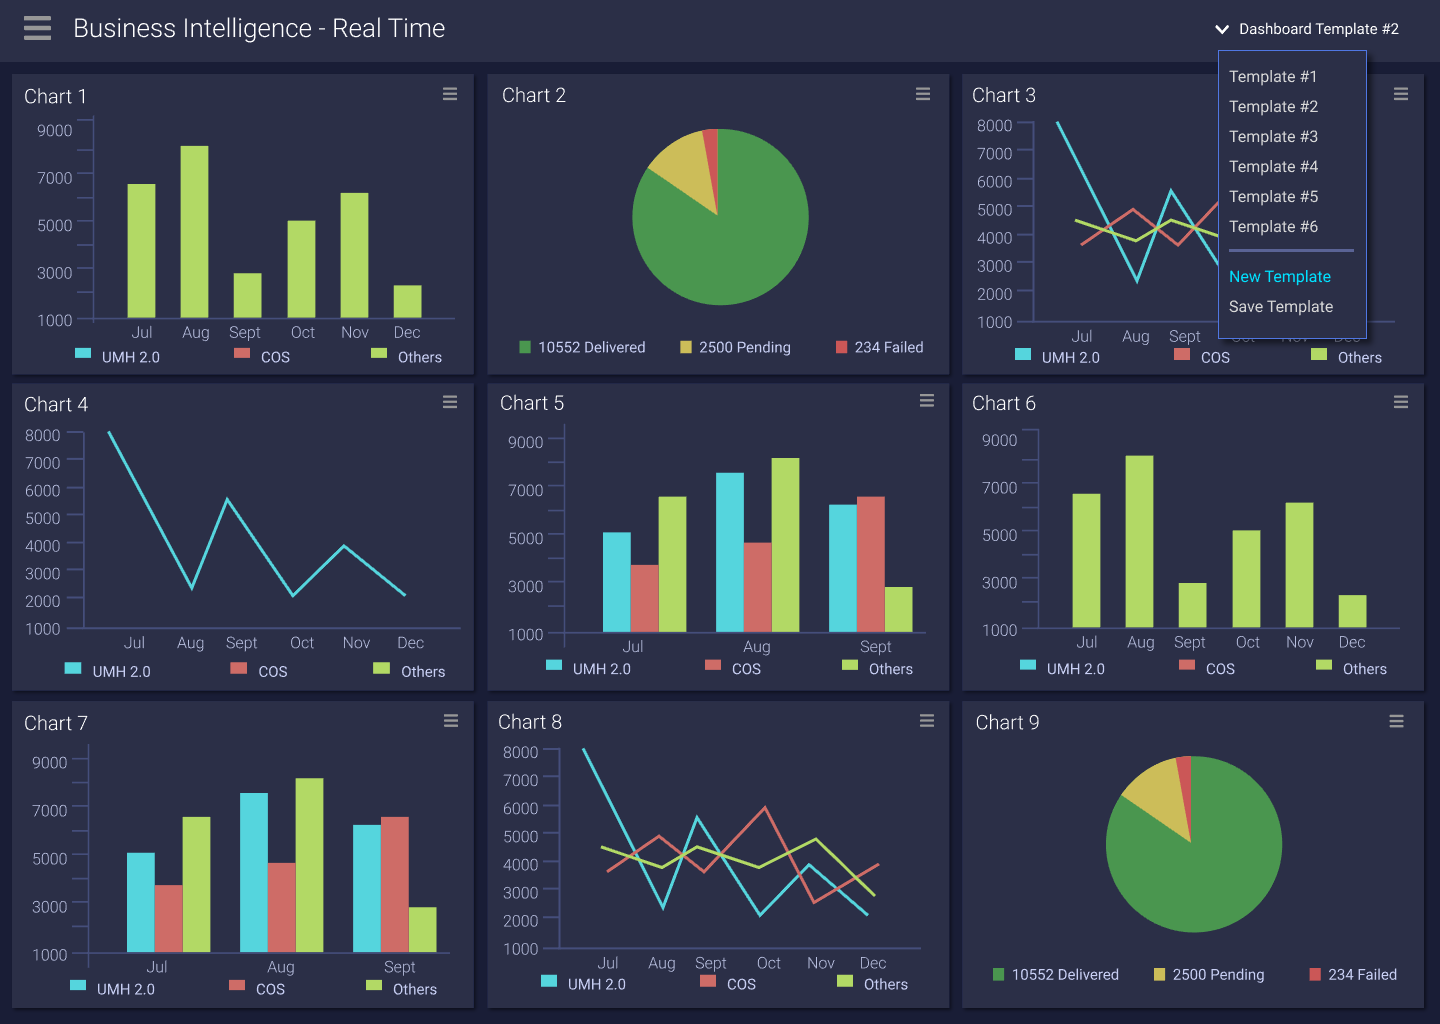 Business Intelligence - Real Time
Dashboard Template #2
Template #1
Template #2
Template #3
Template #4
Template #5
Template #6
New Template
Save Template
Chart 1
9000
7000
5000
3000
1000
Jul Aug Sept Oct Nov Dec
UMH 2.0 COS Others
Chart 2
10552 Delivered 2500 Pending 234 Failed
Chart 3
8000
7000
6000
5000
4000
3000
2000
1000
Jul Aug Sept Oct Nov Dec
UMH 2.0 COS Others
Chart 4
8000
7000
6000
5000
4000
3000
2000
1000
Jul Aug Sept Oct Nov Dec
UMH 2.0 COS Others
Chart 5
9000
7000
5000
3000
1000
Jul Aug Sept
UMH 2.0 COS Others
Chart 6
9000
7000
5000
3000
1000
Jul Aug Sept Oct Nov Dec
UMH 2.0 COS Others
Chart 7
9000
7000
5000
3000
1000
Jul Aug Sept
UMH 2.0 COS Others
Chart 8
8000
7000
6000
5000
4000
3000
2000
1000
Jul Aug Sept Oct Nov Dec
UMH 2.0 COS Others
Chart 9
10552 Delivered 2500 Pending 234 Failed